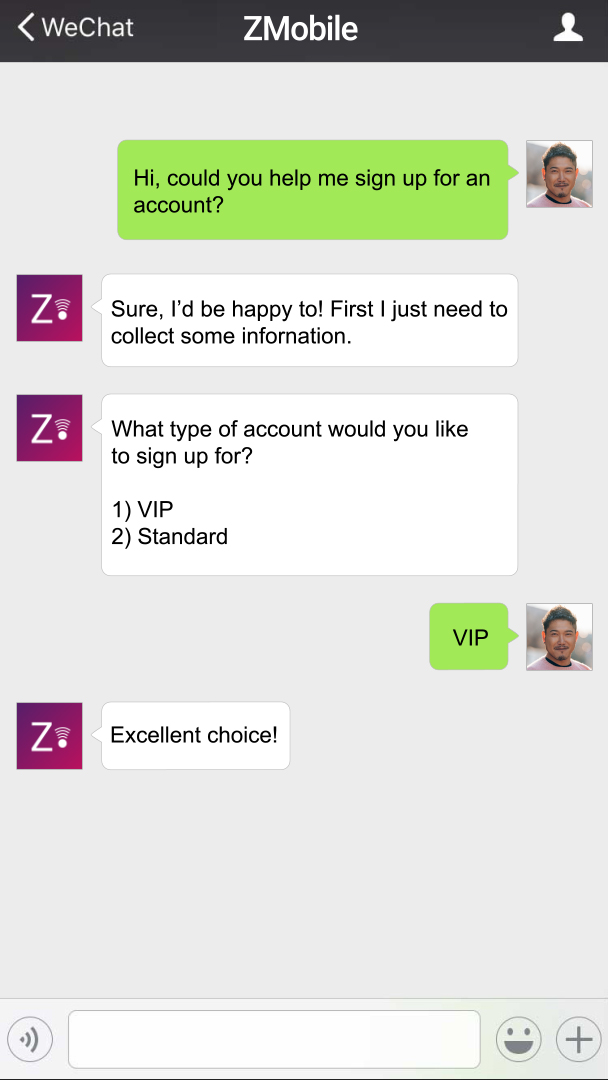 WeChat
ZMobile
Hi, could you help me sign up for an
account?
Z
Sure, I’d be happy to! First I just need to
collect some infornation.
Z
What type of account would you like
to sign up for?
1) VIP
2) Standard
VIP
Z
Excellent choice!